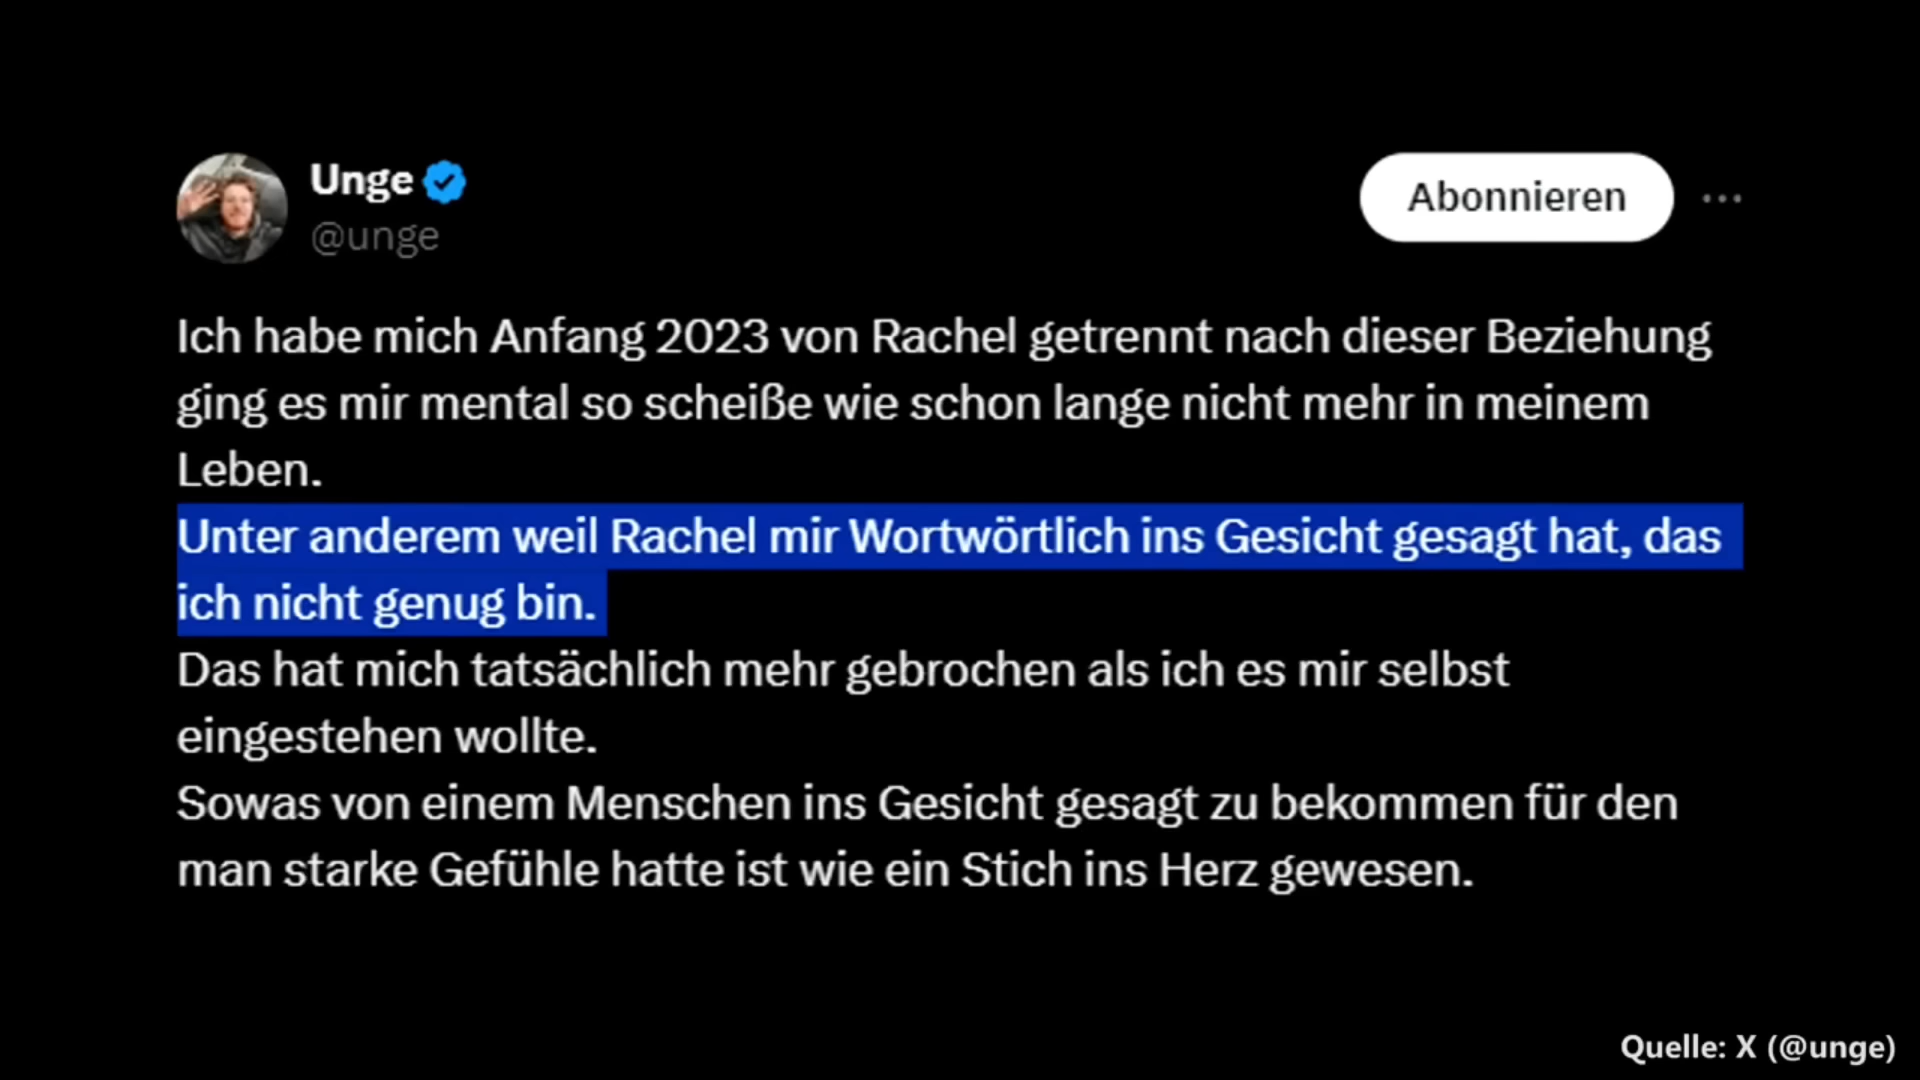 Unge
@unge
Abonnieren
Ich habe mich Anfang 2023 von Rachel getrennt nach dieser Beziehung
ging es mir mental so scheiße wie schon lange nicht mehr in meinem
Leben.
Unter anderem weil Rachel mir Wortwörtlich ins Gesicht gesagt hat, das
ich nicht genug bin.
Das hat mich tatsächlich mehr gebrochen als ich es mir selbst
eingestehen wollte.
Sowas von einem Menschen ins Gesicht gesagt zu bekommen für den
man starke Gefühle hatte ist wie ein Stich ins Herz gewesen.
Quelle: X (@unge)